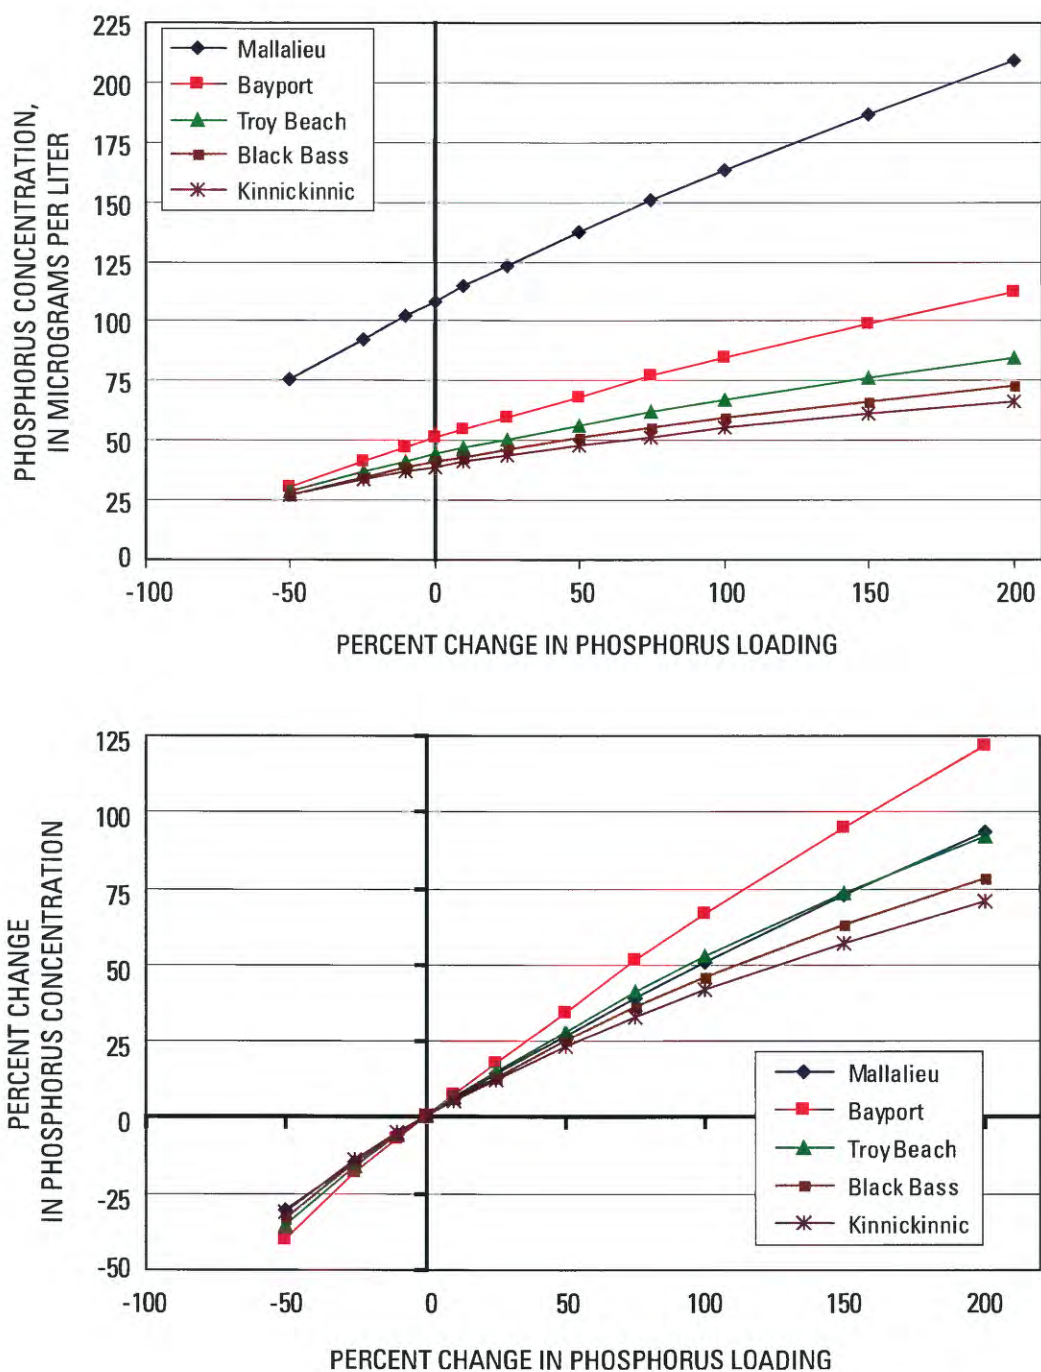 225
200
175
150
125
100
75
50
25
0
PHOSPHORUS CONCENTRATION,
IN MICROGRAMS PER LITER
Mallalieu
Bayport
Troy Beach
Black Bass
Kinnickinnic
-100 -50 0 50 100 150 200
PERCENT CHANGE IN PHOSPHORUS LOADING
125
100
75
50
25
0
-25
-50
PERCENT CHANGE
IN PHOSPHORUS CONCENTRATION
Mallalieu
Bayport
Troy Beach
Black Bass
Kinnickinnic
-100 -50 0 50 100 150 200
PERCENT CHANGE IN PHOSPHORUS LOADING